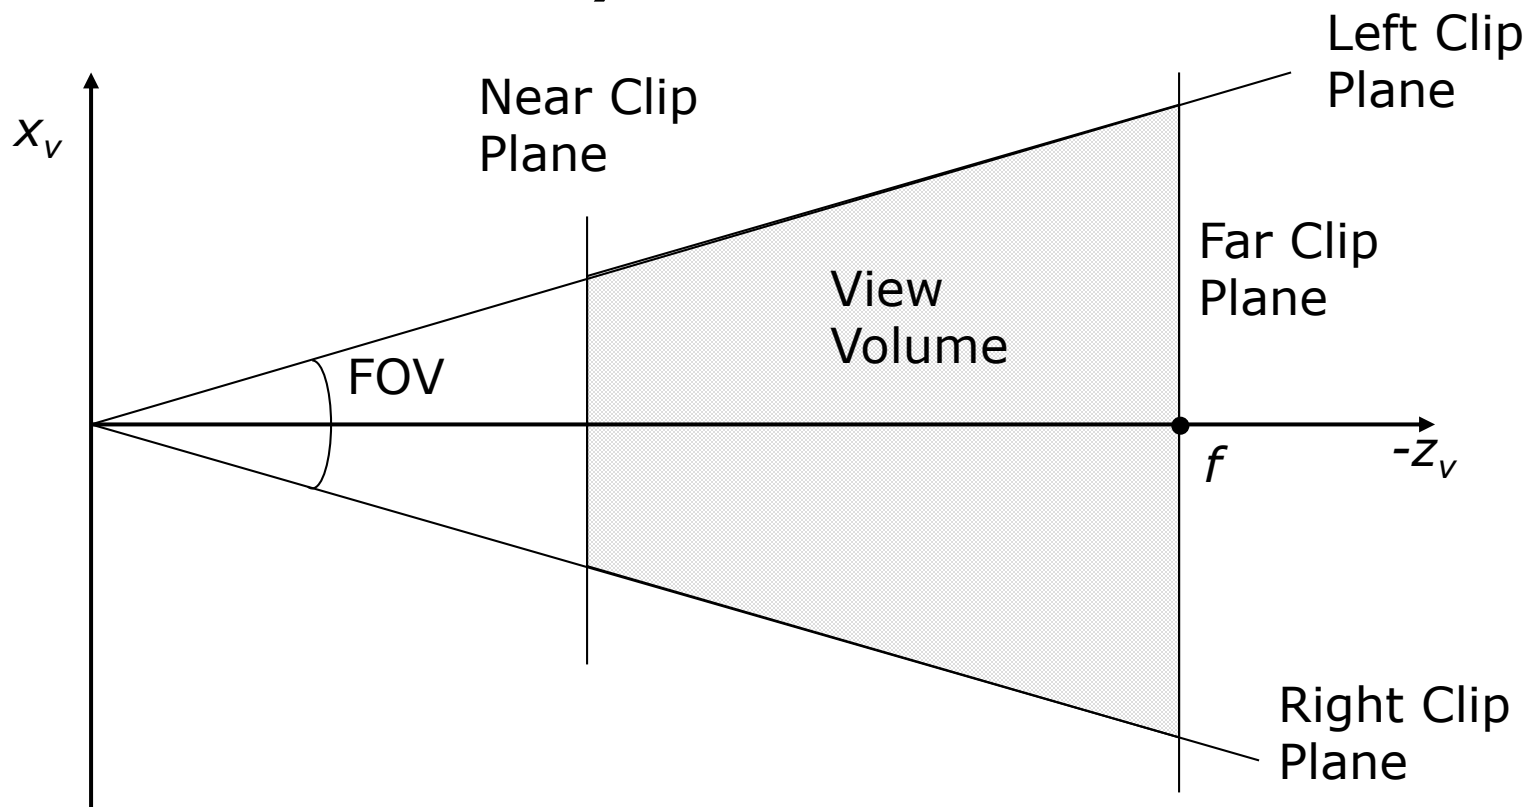 Left Clip
Plane
Near Clip
Plane
x_v
Far Clip
Plane
View
Volume
FOV
f
-z_v
Right Clip
Plane